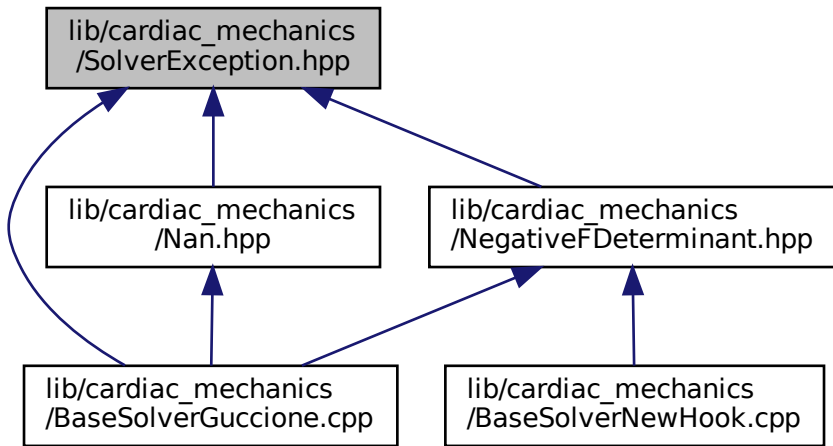 lib/cardiac_mechanics
/SolverException.hpp
lib/cardiac_mechanics
/Nan.hpp
lib/cardiac_mechanics
/NegativeFDeterminant.hpp
lib/cardiac_mechanics
/BaseSolverGuccione.cpp
lib/cardiac_mechanics
/BaseSolverNewHook.cpp